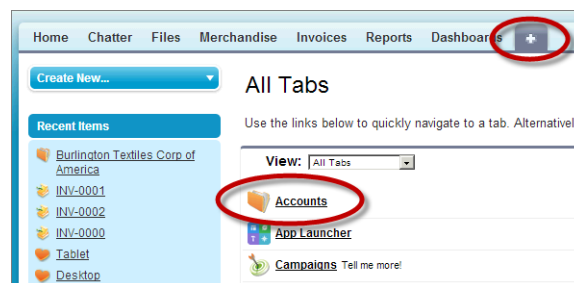 Home Chatter Files Merchandise Invoices Reports Dashboards +
Create New...
All Tabs
Recent Items
Use the links below to quickly navigate to a tab. Alternatively
Burlington Textiles Corp of
America
View: All Tabs
INV-0001
Accounts
INV-0002
INV-0000
App Launcher
Tablet
Campaigns Tell me more!
Desktop